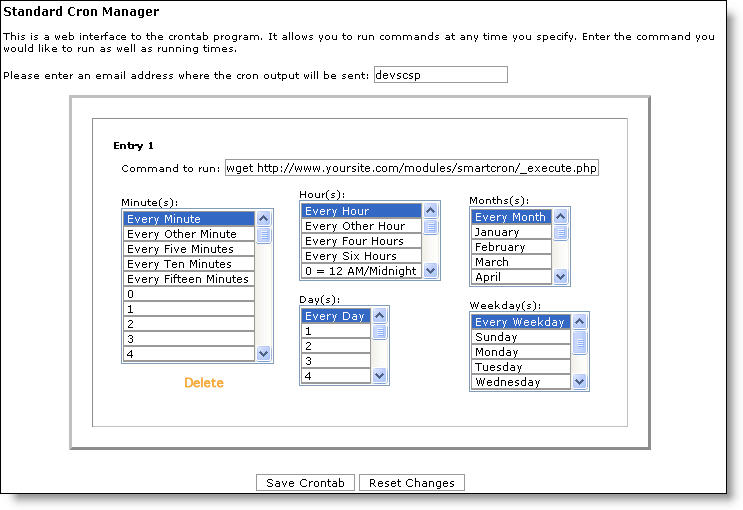 Standard Cron Manager
This is a web interface to the crontab program. It allows you to run commands at any time you specify. Enter the command you
would like to run as well as running times.
Please enter an email address where the cron output will be sent: devscsp
Entry 1
Command to run: wget http://www.yoursite.com/modules/smartcron/_execute.php
Minute(s):
Every Minute
Every Other Minute
Every Five Minutes
Every Ten Minutes
Every Fifteen Minutes
0
1
2
3
4
Delete
Hour(s):
Every Hour
Every Other Hour
Every Four Hours
Every Six Hours
0 = 12 AM/Midnight
Day(s):
Every Day
1
2
3
4
Months(s):
Every Month
January
February
March
April
Weekday(s):
Every Weekday
Sunday
Monday
Tuesday
Wednesday
Save Crontab Reset Changes